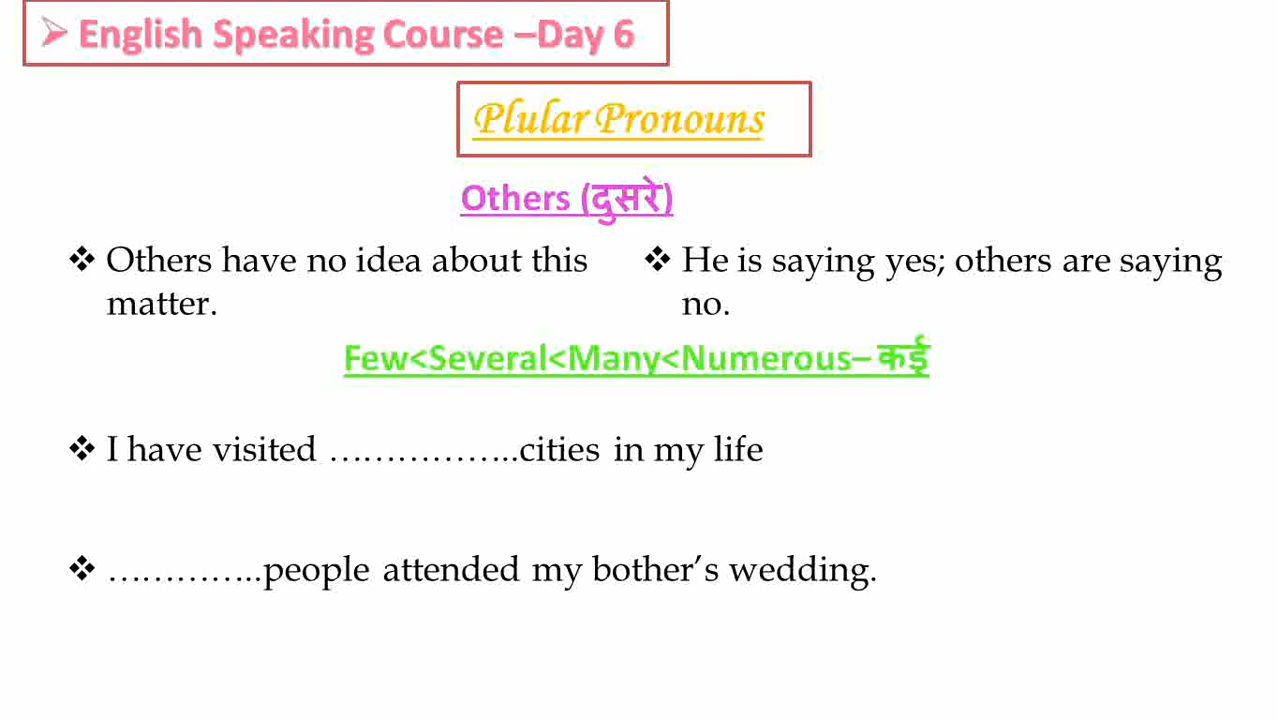 ➢ English Speaking Course –Day 6
Plular Pronouns
Others (दुसरे)
❖ Others have no idea about this
matter.
❖ He is saying yes; others are saying
no.
Few<Several<Many<Numerous– कई
❖ I have visited ……………..cities in my life
❖ …………..people attended my bother’s wedding.